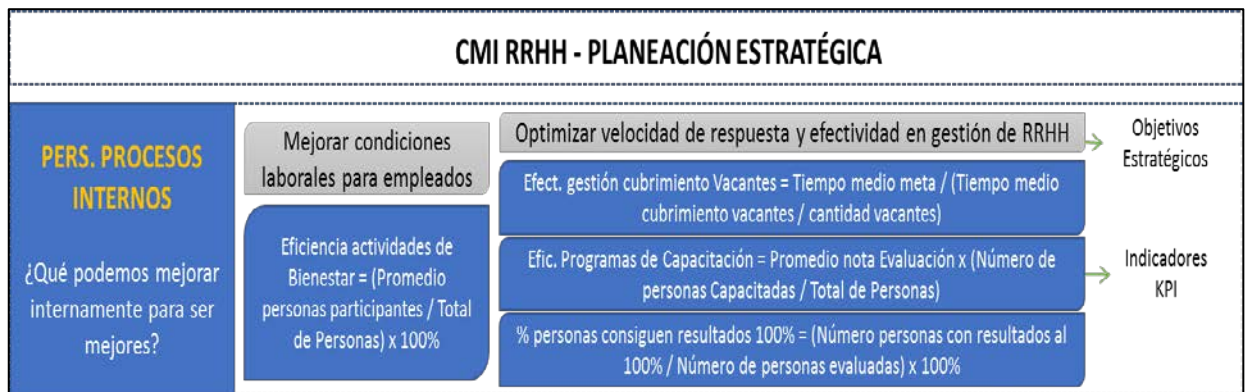 CMI RRHH - PLANEACIÓN ESTRATÉGICA
PERS. PROCESOS
INTERNOS
¿Qué podemos mejorar
internamente para ser
mejores?
Mejorar condiciones
laborales para empleados
Eficiencia actividades de
Bienestar = (Promedio
personas participantes / Total
de Personas) x 100%
Optimizar velocidad de respuesta y efectividad en gestión de RRHH
Efect. gestión cubrimiento Vacantes = Tiempo medio meta / (Tiempo medio
cubrimiento vacantes / cantidad vacantes)
Efic. Programas de Capacitación = Promedio nota Evaluación x (Número de
personas Capacitadas / Total de Personas)
% personas consiguen resultados 100% = (Número personas con resultados al
100% / Número de personas evaluadas) x 100%
Objetivos
Estratégicos
Indicadores
KPI